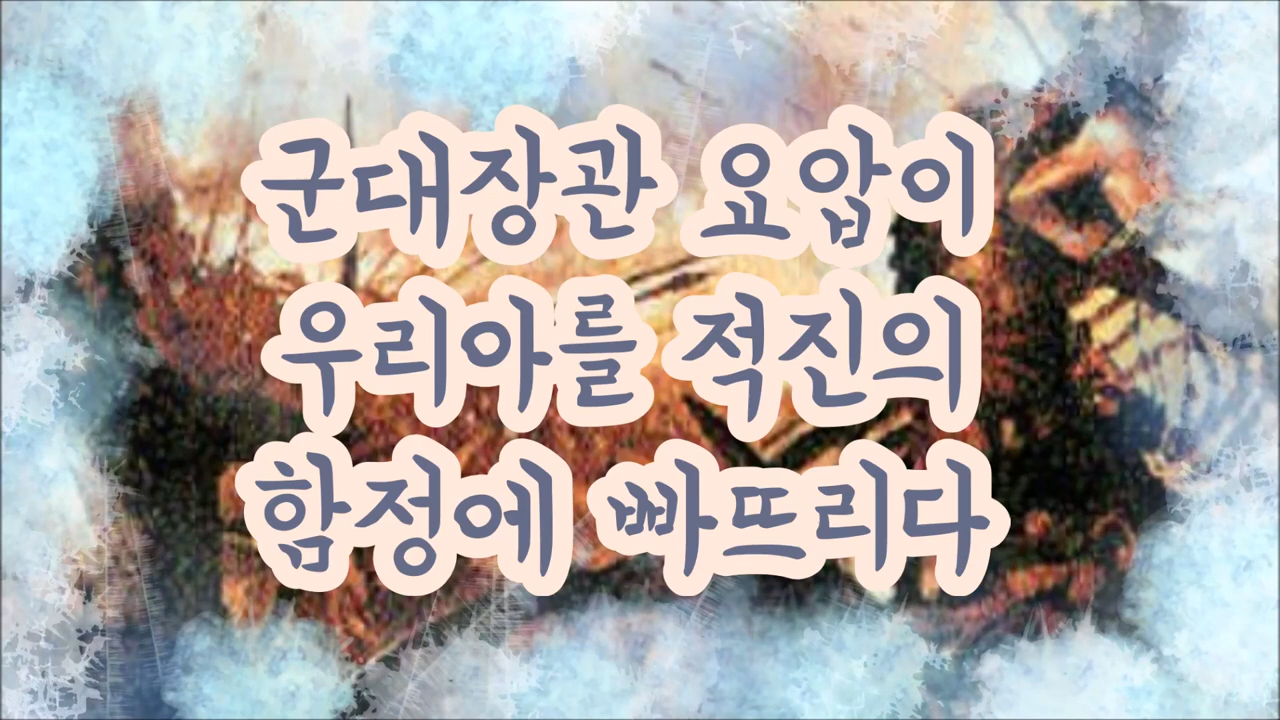 군대장관 요압이
우리아를 적진의
함정에 빠뜨리다